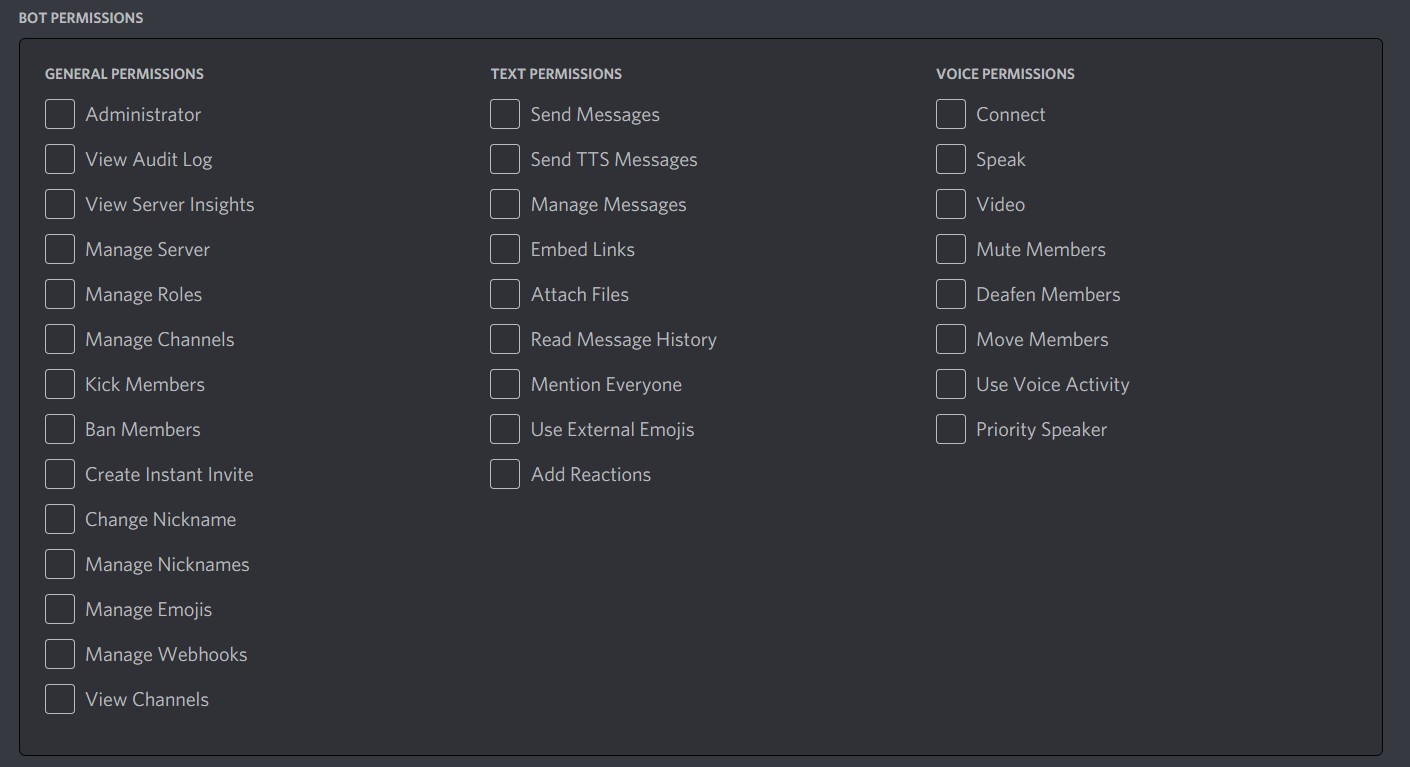 BOT PERMISSIONS
GENERAL PERMISSIONS
Administrator
View Audit Log
View Server Insights
Manage Server
Manage Roles
Manage Channels
Kick Members
Ban Members
Create Instant Invite
Change Nickname
Manage Nicknames
Manage Emojis
Manage Webhooks
View Channels
TEXT PERMISSIONS
Send Messages
Send TTS Messages
Manage Messages
Embed Links
Attach Files
Read Message History
Mention Everyone
Use External Emojis
Add Reactions
VOICE PERMISSIONS
Connect
Speak
Video
Mute Members
Deafen Members
Move Members
Use Voice Activity
Priority Speaker